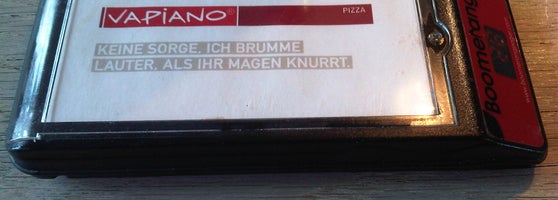 VAPIANO® PIZZA
KEINE SORGE. ICH BRUMME
LAUTER, ALS IHR MAGEN KNURRT.
Boomerang